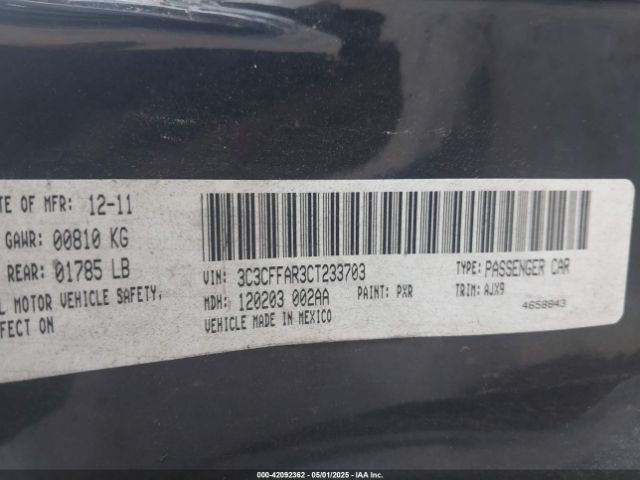 TE OF MFR: 12-11
GAWR: 00810 KG
REAR: 01785 LB
MOTOR VEHICLE SAFETY,
FFECT ON
VIN: 3C3CFFAR3CT233703
TYPE: PASSENGER CAR
MDH: 120203 002AA
PAINT: PXR
TRIM: AJX9
VEHICLE MADE IN MEXICO
4658843
000-42092362 - 05/01/2025 - IAA Inc.